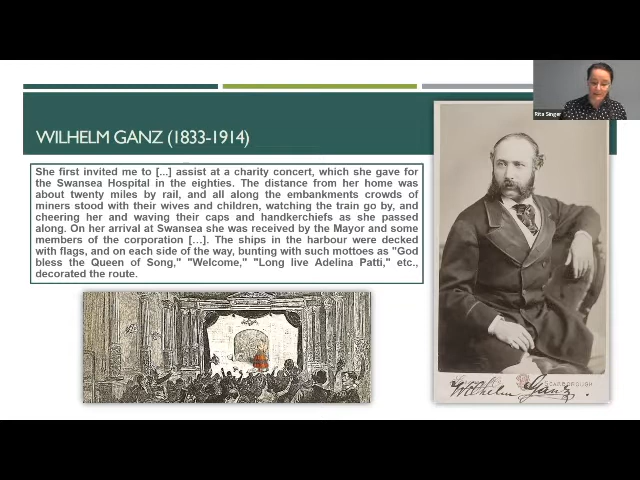 Rita Singer
WILHELM GANZ (1833-1914)
She first invited me to [...] assist at a charity concert, which she gave for
the Swansea Hospital in the eighties. The distance from her home was
about twenty miles by rail, and all along the embankments crowds of
miners stood with their wives and children, watching the train go by, and
cheering her and waving their caps and handkerchiefs as she passed
along. On her arrival at Swansea she was received by the Mayor and some
members of the corporation [...]. The ships in the harbour were decked
with flags, and on each side of the way, bunting with such mottoes as "God
bless the Queen of Song," "Welcome," "Long live Adelina Patti," etc.,
decorated the route.
SCARBOROUGH
Wilhelm Ganz.